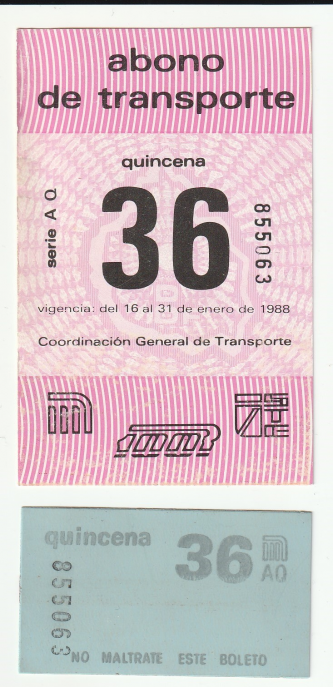 abono
de transporte
quincena
serie A Q
36
855063
vigencia: del 16 al 31 de enero de 1988
Coordinación General de Transporte
quincena
36
AQ
855063
NO MALTRATE ESTE BOLETO